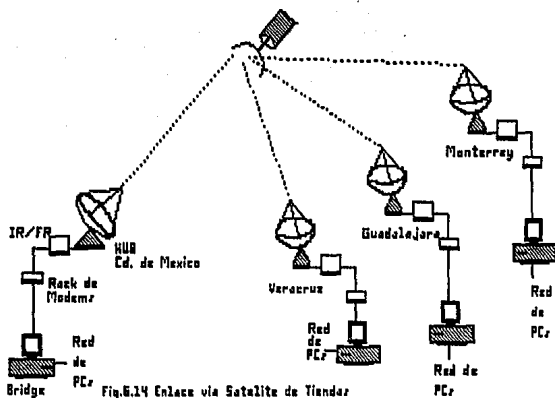 Monterrey
IR/FR
HUB
Cd. de Mexico
Guadalajara
Rack de
Modems
Veracruz
Red
de
PCs
Red
de
PCs
Red
de
PCs
Red de
PCs
Bridge
Fig.6.14 Enlace via Satelite de Tiendas